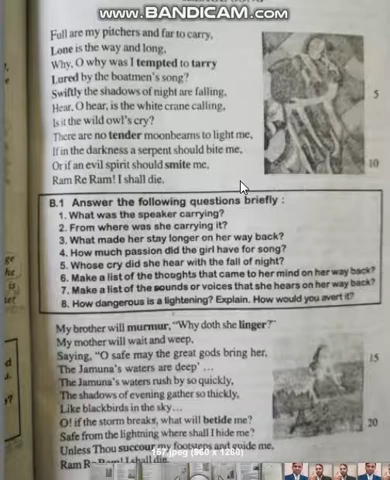 www.BANDICAM.com
Full are my pitchers and far to carry,
Lone is the way and long,
Why, O why was I tempted to tarry
Lured by the boatmen's song?
Swiftly the shadows of night are falling,
Hear, O hear, is the white crane calling,
Is it the wild owl's cry?
There are no tender moonbeams to light me,
If in the darkness a serpent should bite me,
Or if an evil spirit should smite me,
Ram Re Ram! I shall die.
5
10
B.1 Answer the following questions briefly :
1. What was the speaker carrying?
2. From where was she carrying it?
3. What made her stay longer on her way back?
4. How much passion did the girl have for song?
5. Whose cry did she hear with the fall of night?
6. Make a list of the thoughts that came to her mind on her way back?
7. Make a list of the sounds or voices that she hears on her way back?
8. How dangerous is a lightening? Explain. How would you avert it?
My brother will murmur, "Why doth she linger?"
My mother will wait and weep,
Saying, "O safe may the great gods bring her,
The Jamuna's waters are deep' ...
The Jamuna's waters rush by so quickly,
The shadows of evening gather so thickly,
Like blackbirds in the sky...
O! if the storm breaks, what will betide me?
Safe from the lightning where shall I hide me?
Unless Thou succour my footsteps and guide me,
Ram Re Ram! I shall die.
15
20
167.jpeg (960 x 1280)